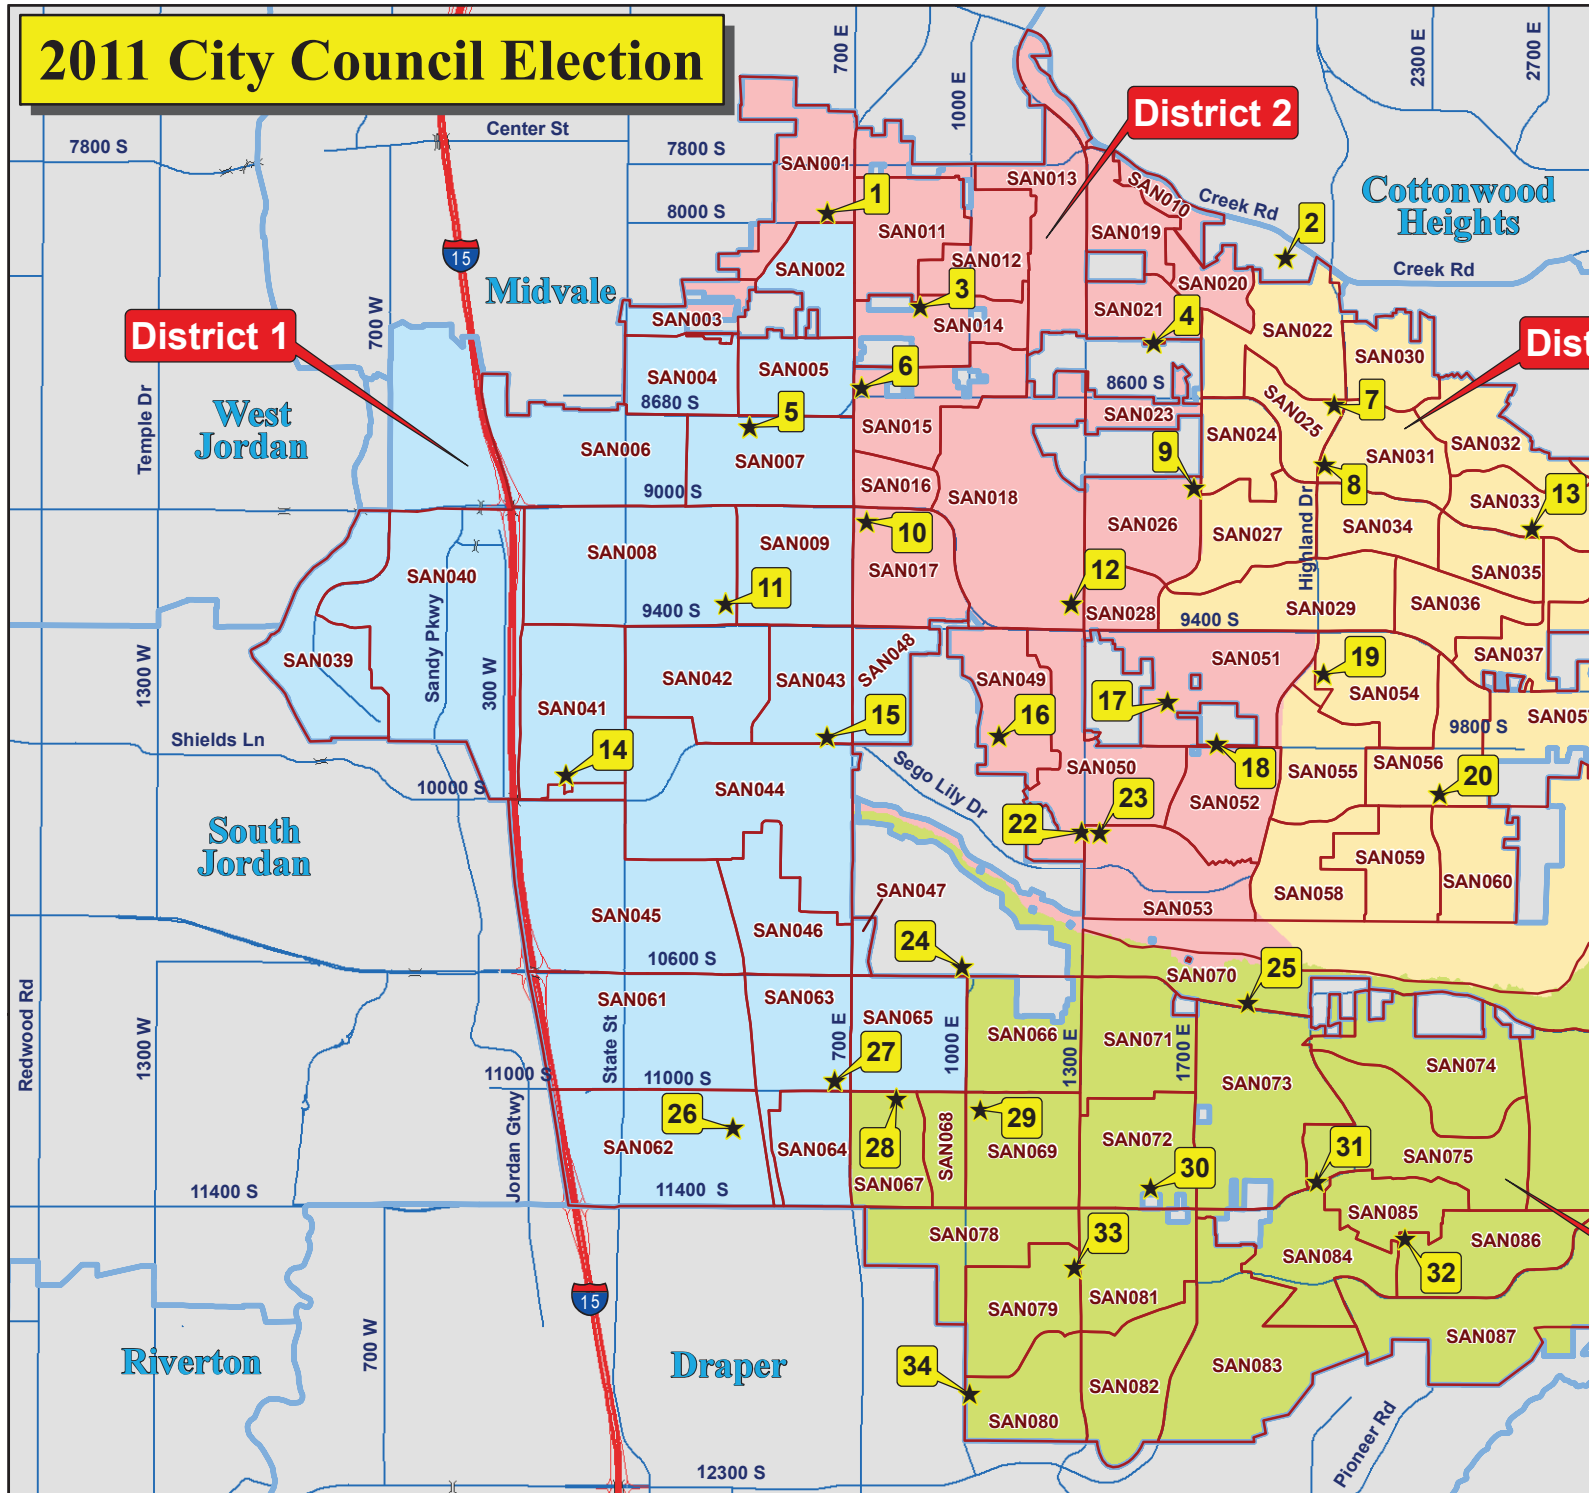 2011 City Council Election
700 E
1000 E
2300 E
2700 E
District 2
Center St
7800 S
7800 S
SAN001
SAN013
SAN010
Creek Rd
Cottonwood
Heights
1
2
8000 S
SAN011
SAN019
15
SAN002
SAN012
Creek Rd
Midvale
SAN020
3
SAN003
SAN014
SAN021
4
SAN022
District 1
700 W
Dist
SAN030
SAN004
SAN005
6
8600 S
8680 S
West
Jordan
Temple Dr
5
SAN015
SAN023
SAN025
7
SAN024
SAN006
SAN007
9
SAN031
SAN032
8
9000 S
SAN016
SAN018
SAN033
13
Highland Dr
SAN026
SAN027
SAN034
10
SAN008
SAN009
SAN017
SAN040
12
SAN035
11
9400 S
SAN028
SAN029
SAN036
9400 S
Sandy Pkwy
SAN039
1300 W
300 W
SAN042
SAN043
SAN048
SAN049
SAN051
SAN037
19
SAN054
SAN041
17
16
15
SAN057
9800 S
Shields Ln
14
SAN050
18
SAN055
SAN056
10000 S
SAN044
Sego Lily Dr
SAN052
20
22
23
South
Jordan
SAN059
SAN060
SAN047
SAN058
SAN053
SAN045
SAN046
24
10600 S
SAN070
25
Redwood Rd
1300 W
SAN061
State St
SAN063
700 E
SAN065
1000 E
SAN066
1300 E
SAN071
1700 E
27
SAN074
11000 S
11000 S
SAN073
26
29
SAN062
SAN064
28
SAN068
SAN069
SAN072
31
SAN075
Jordan Gtwy
30
SAN067
11400 S
11400 S
SAN085
SAN078
33
SAN084
SAN086
32
15
SAN079
SAN081
700 W
Riverton
Draper
SAN087
34
SAN083
SAN082
SAN080
Pioneer Rd
12300 S